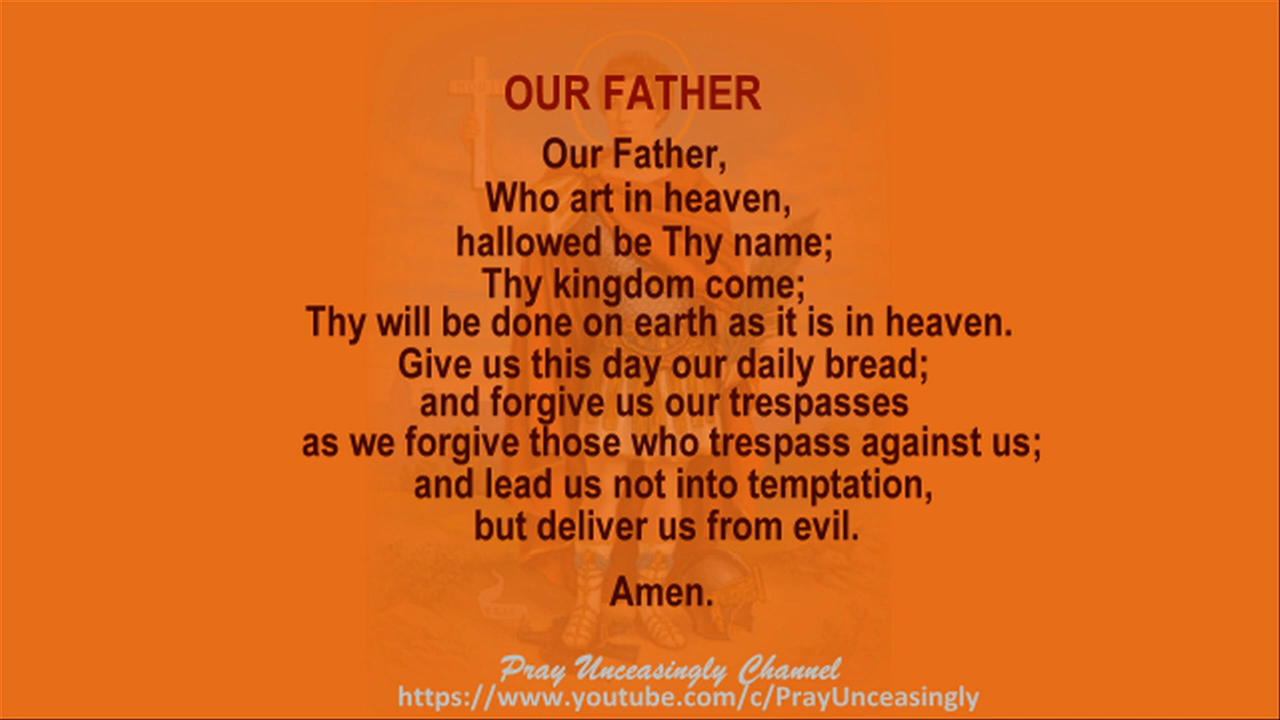 OUR FATHER
Our Father,
Who art in heaven,
hallowed be Thy name;
Thy kingdom come;
Thy will be done on earth as it is in heaven.
Give us this day our daily bread;
and forgive us our trespasses
as we forgive those who trespass against us;
and lead us not into temptation,
but deliver us from evil.
Amen.
Pray Unceasingly Channel
https://www.youtube.com/c/PrayUnceasingly